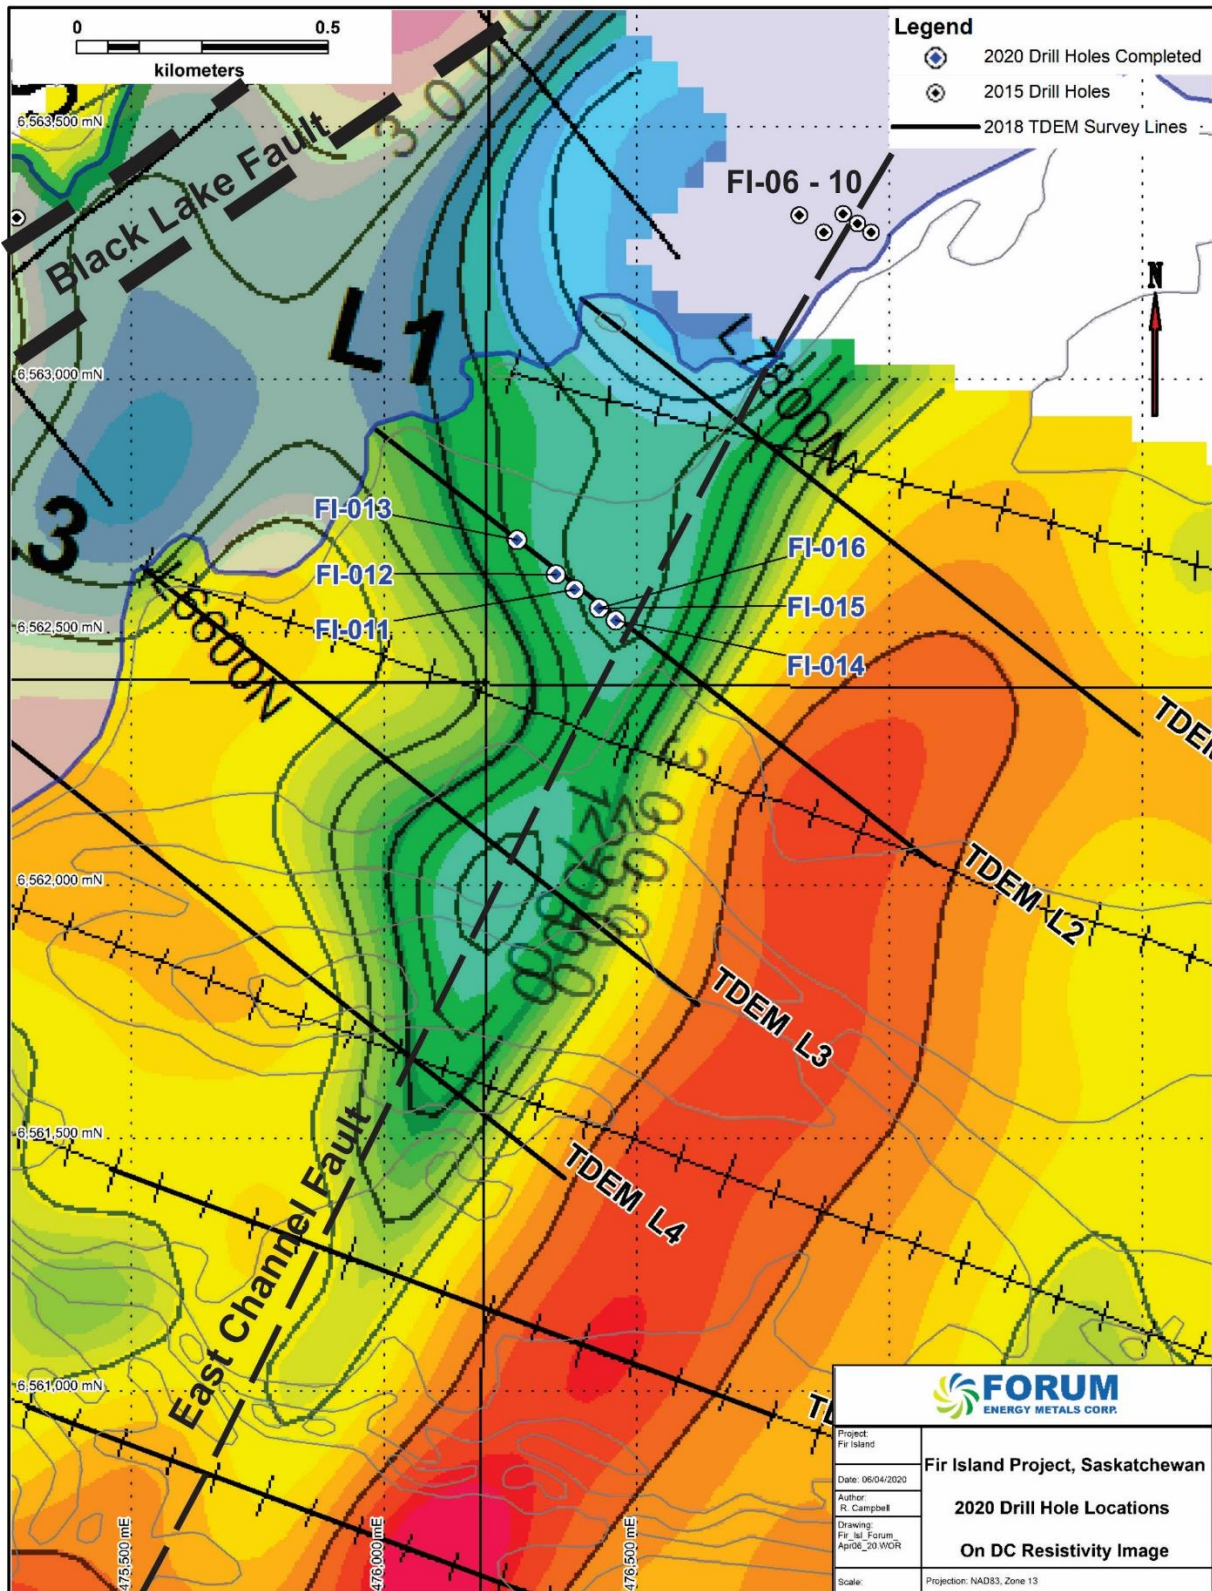 0 0.5
kilometers
Legend
2020 Drill Holes Completed
2015 Drill Holes
2018 TDEM Survey Lines
6,563,500 mN
Black Lake Fault
FI-06 - 10
N
L1
6,563,000 mN
L7800N
L3
FI-013
FI-012
FI-011
FI-016
FI-015
FI-014
6,562,500 mN
L6600N
TDEM L2
6,562,000 mN
TDEM L3
6,561,500 mN
TDEM L4
East Channel Fault
6,561,000 mN
475,500 mE
476,000 mE
476,500 mE
FORUM
ENERGY METALS CORP.
Project:
Fir Island
Date: 06/04/2020
Author:
R. Campbell
Drawing:
Fir_Isl_Forum_
Apr06_20.WOR
Scale:
Fir Island Project, Saskatchewan
2020 Drill Hole Locations
On DC Resistivity Image
Projection: NAD83, Zone 13